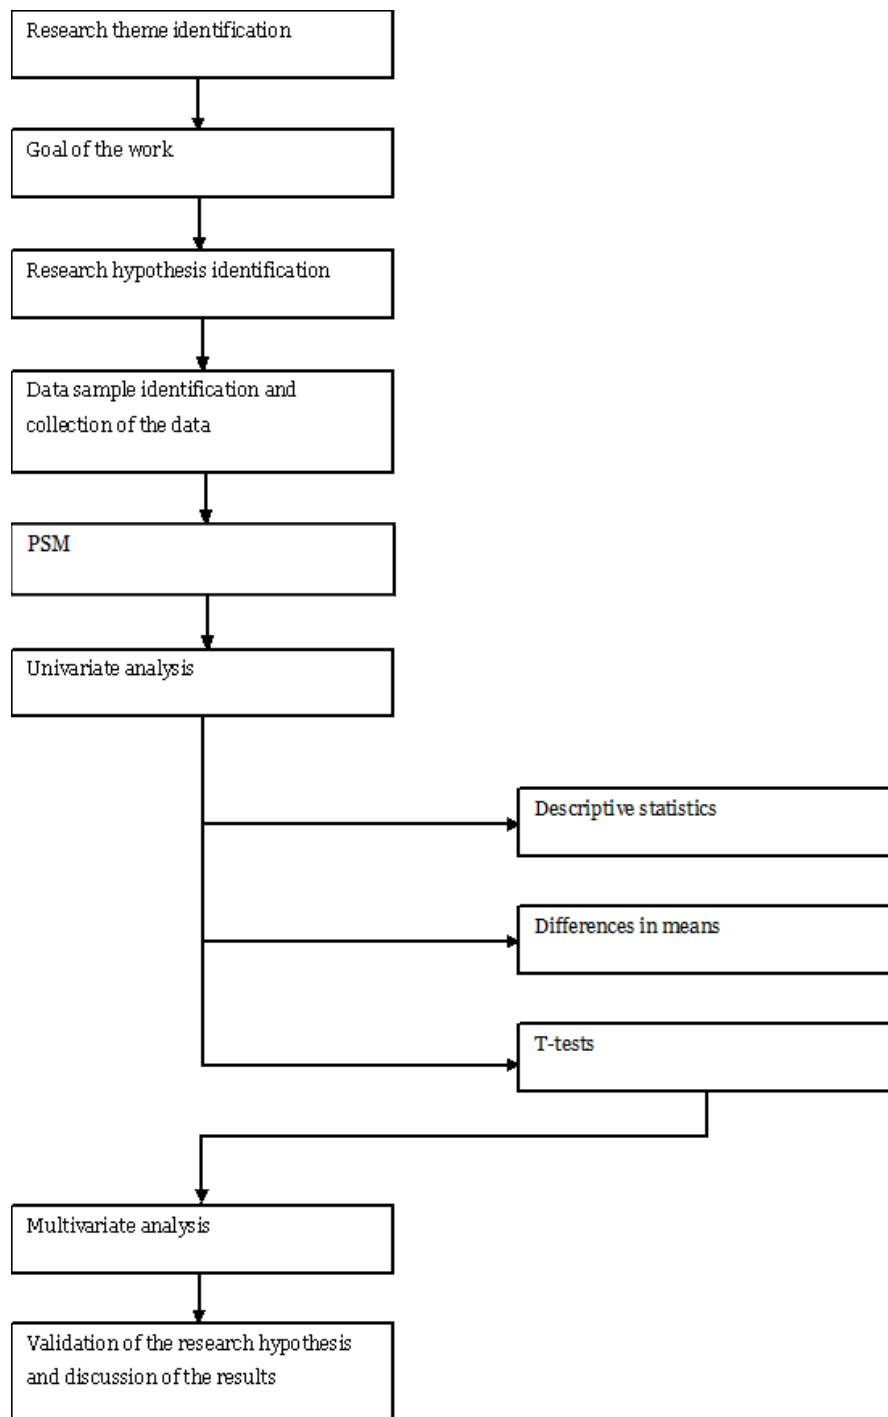 Research theme identification
Goal of the work
Research hypothesis identification
Data sample identification and
collection of the data
PSM
Univariate analysis
Descriptive statistics
Differences in means
T-tests
Multivariate analysis
Validation of the research hypothesis
and discussion of the results